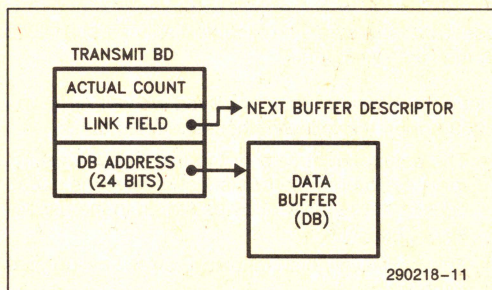 TRANSMIT BD
ACTUAL COUNT
LINK FIELD
NEXT BUFFER DESCRIPTOR
DB ADDRESS
(24 BITS)
DATA
BUFFER
(DB)
290218-11